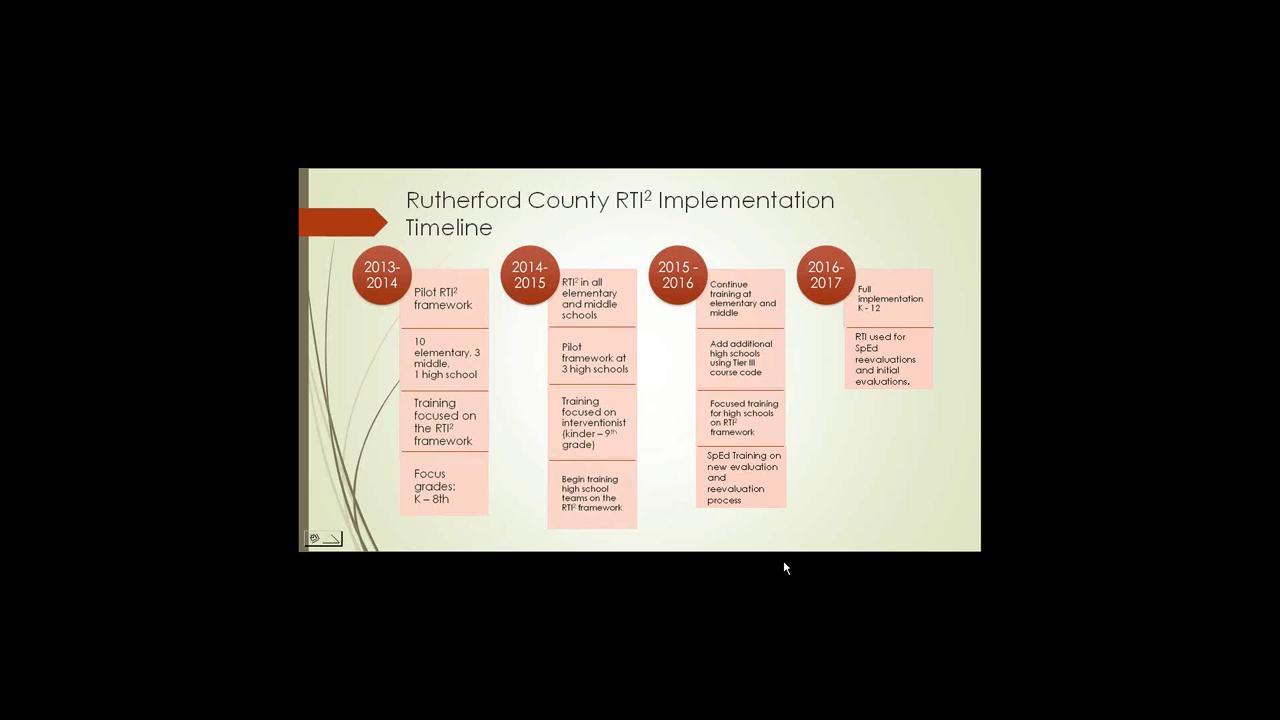 Rutherford County RTI² Implementation
Timeline
2013-
2014
Pilot RTI²
framework
10
elementary, 3
middle,
1 high school
Training
focused on
the RTI²
framework
Focus
grades:
K – 8th
2014-
2015
RTI² in all
elementary
and middle
schools
Pilot
framework at
3 high schools
Training
focused on
interventionist
(kinder – 9th
grade)
Begin training
high school
teams on the
RTI² framework
2015 -
2016
Continue
training at
elementary and
middle
Add additional
high schools
using Tier III
course code
Focused training
for high schools
on RTI²
framework
SpEd Training on
new evaluation
and
reevaluation
process
2016-
2017
Full
implementation
K - 12
RTI used for
SpEd
reevaluations
and initial
evaluations.